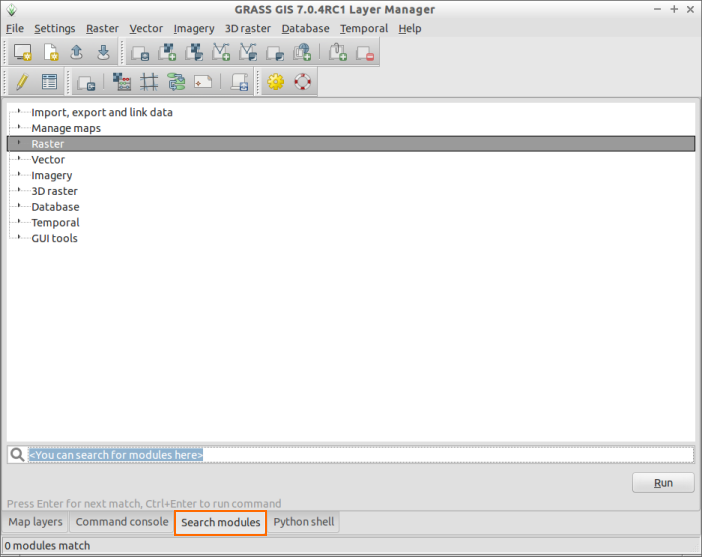 GRASS GIS 7.0.4RC1 Layer Manager
File Settings Raster Vector Imagery 3D raster Database Temporal Help
Import, export and link data
Manage maps
Raster
Vector
Imagery
3D raster
Database
Temporal
GUI tools
<You can search for modules here>
Run
Press Enter for next match, Ctrl+Enter to run command
Map layers Command console Search modules Python shell
0 modules match